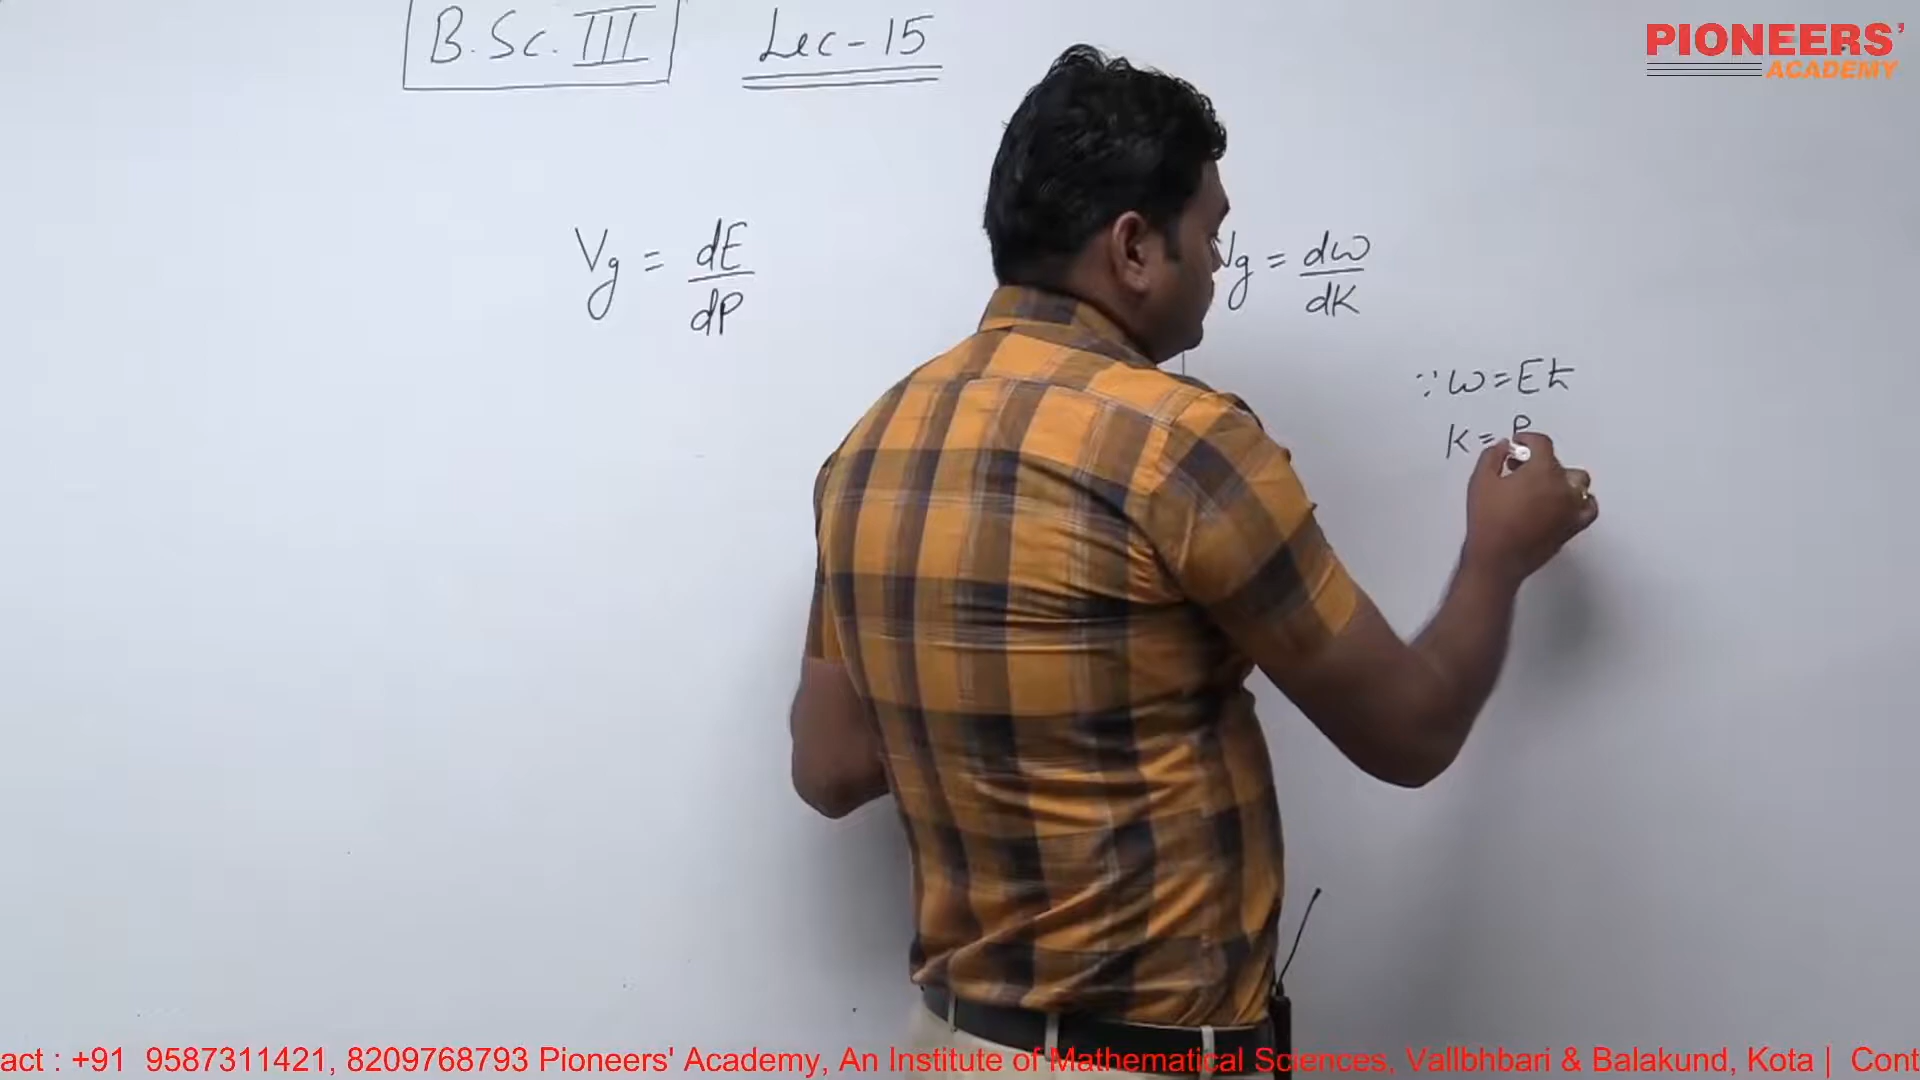 B.Sc. III Lec-15
PIONEERS'
ACADEMY
Vg = dE/dP
Vg = dω/dK
∵ ω = Eħ
K = P
act : +91 9587311421, 8209768793 Pioneers' Academy, An Institute of Mathematical Sciences, Vallbhbari & Balakund, Kota | Cont